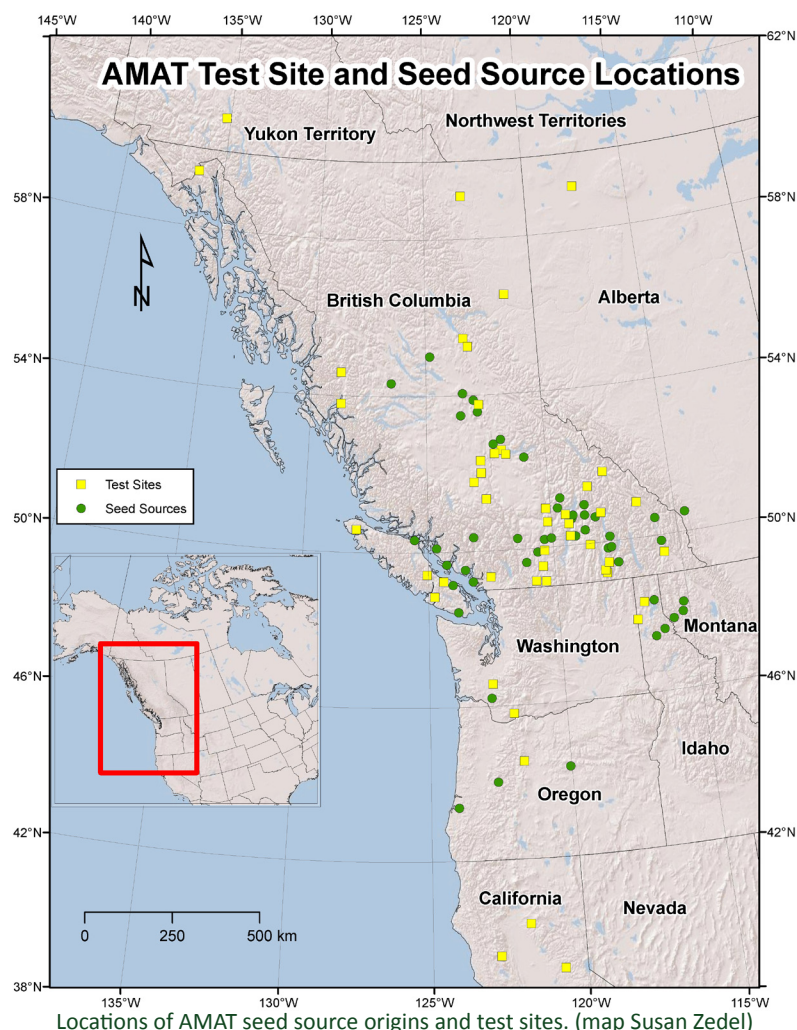 145°W 140°W 135°W 130°W 125°W 120°W 115°W 110°W
62°N
AMAT Test Site and Seed Source Locations
Northwest Territories
Yukon Territory
58°N 58°N
N
British Columbia
Alberta
54°N 54°N
Test Sites
Seed Sources
50°N 50°N
Montana
Washington
46°N 46°N
Idaho
Oregon
42°N 42°N
California
Nevada
0 250 500 km
38°N 38°N
135°W 130°W 125°W 120°W 115°W
Locations of AMAT seed source origins and test sites. (map Susan Zedel)